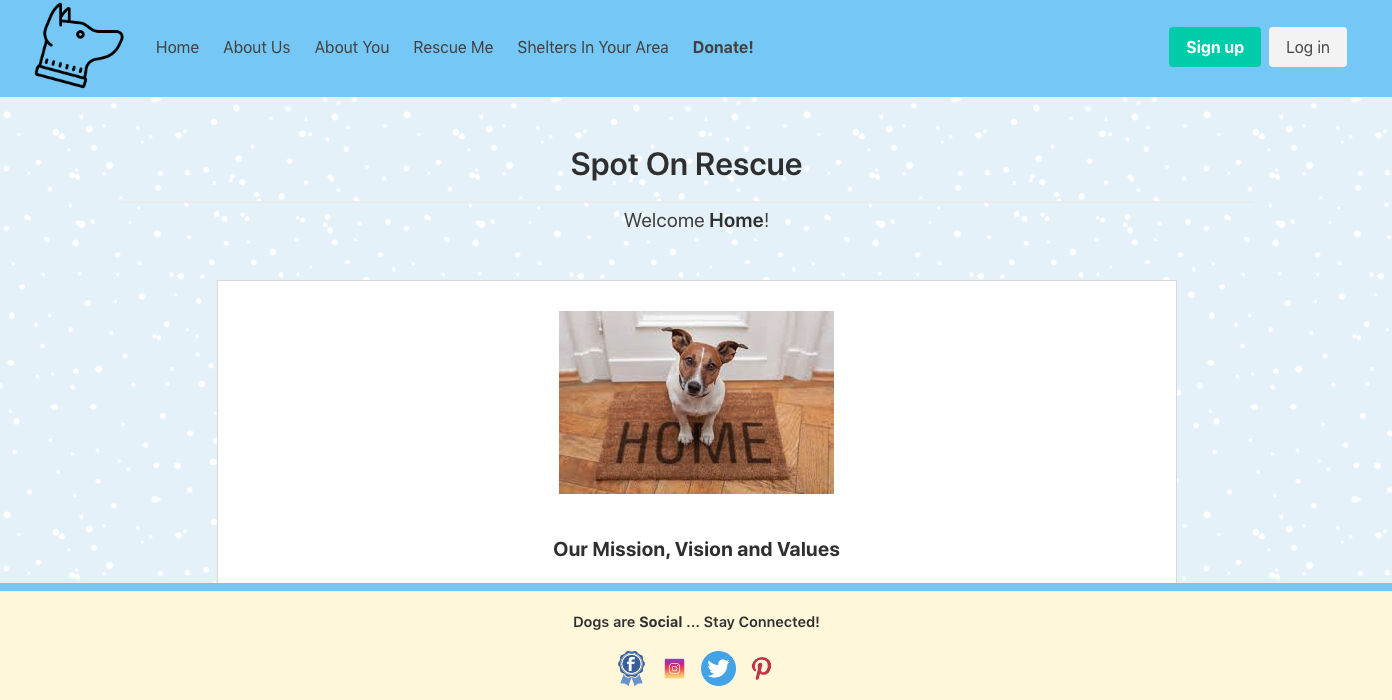 Home About Us About You Rescue Me Shelters In Your Area Donate! Sign up Log in
Spot On Rescue
Welcome Home!
HOME
Our Mission, Vision and Values
Dogs are Social ... Stay Connected!